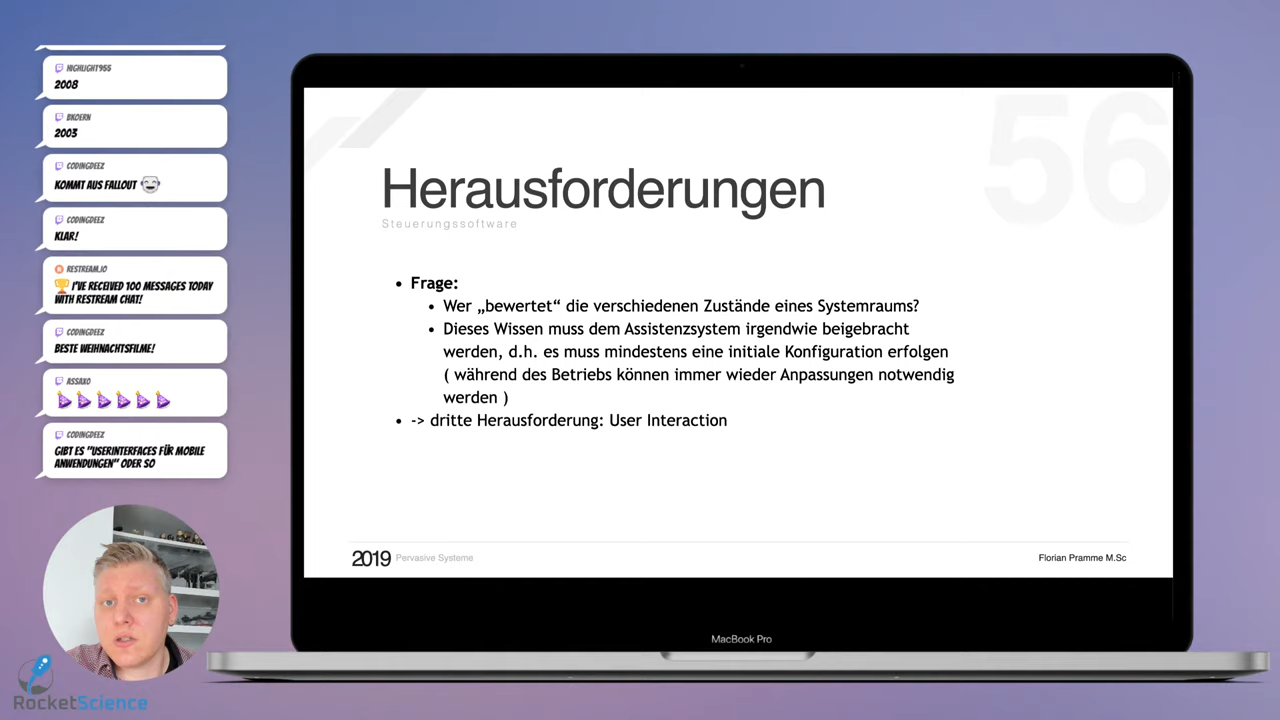 HIGHLIGHT955
2008
BKOERN
2003
CODINGDEEZ
KOMMT AUS FALLOUT
CODINGDEEZ
KLAR!
RESTREAM.IO
I'VE RECEIVED 100 MESSAGES TODAY
WITH RESTREAM CHAT!
CODINGDEEZ
BESTE WEIHNACHTSFILME!
ASSAXO
CODINGDEEZ
GIBT ES "USERINTERFACES FÜR MOBILE
ANWENDUNGEN" ODER SO
RocketScience
56
Herausforderungen
Steuerungssoftware
• Frage:
• Wer „bewertet“ die verschiedenen Zustände eines Systemraums?
• Dieses Wissen muss dem Assistenzsystem irgendwie beigebracht
werden, d.h. es muss mindestens eine initiale Konfiguration erfolgen
( während des Betriebs können immer wieder Anpassungen notwendig
werden )
• -> dritte Herausforderung: User Interaction
2019 Pervasive Systeme
Florian Pramme M.Sc
MacBook Pro